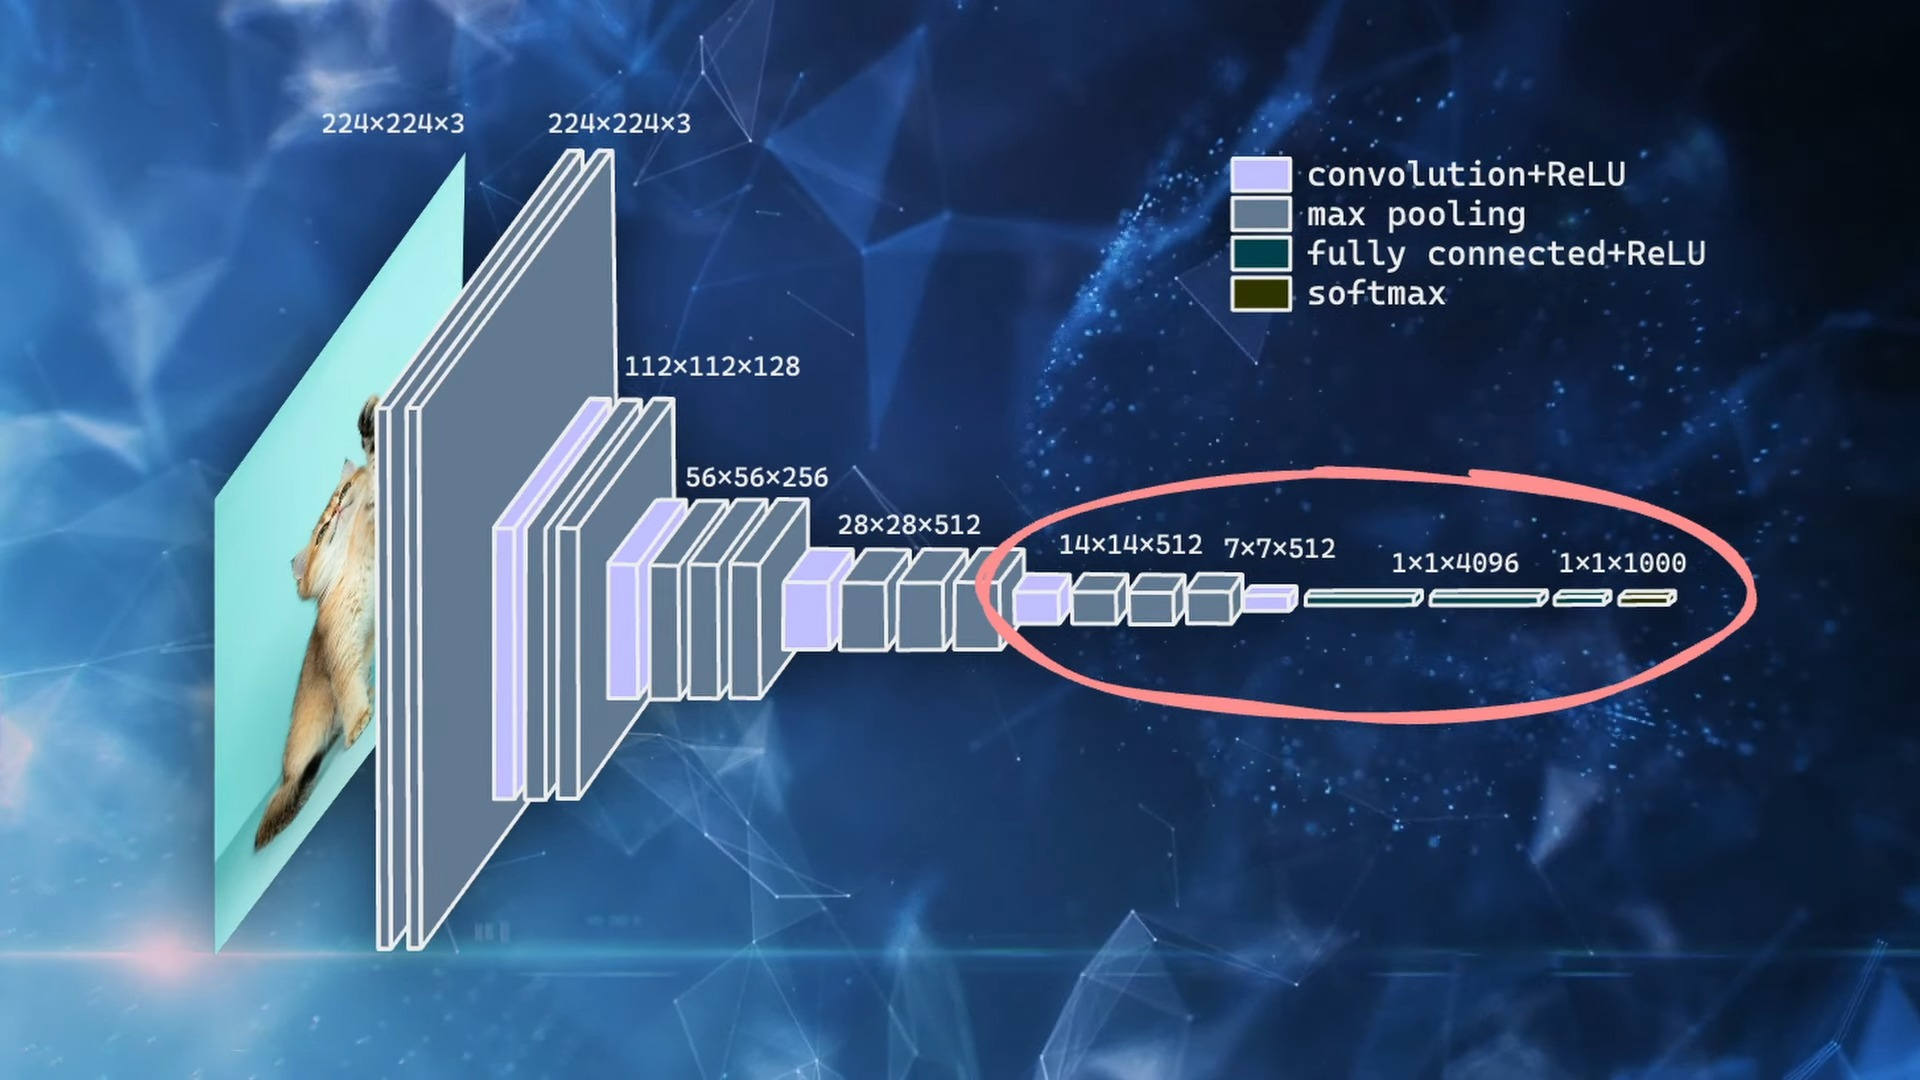 224×224×3
224×224×3
convolution+ReLU
max pooling
fully connected+ReLU
softmax
112×112×128
56×56×256
28×28×512
14×14×512
7×7×512
1×1×4096
1×1×1000